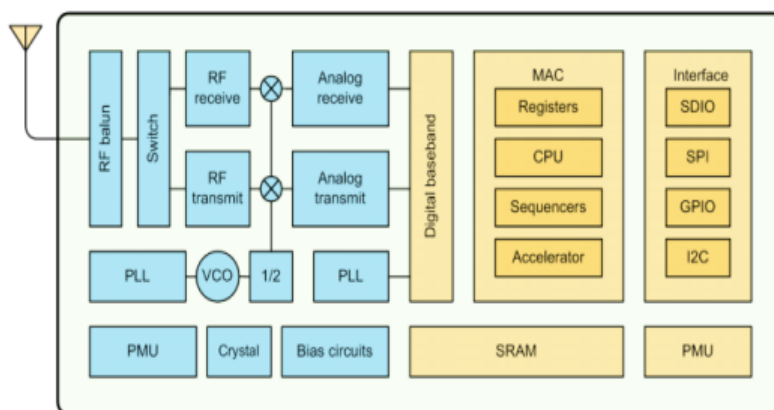 RF balun
Switch
RF
receive
Analog
receive
RF
transmit
Analog
transmit
PLL
VCO
1/2
PLL
Digital baseband
MAC
Registers
CPU
Sequencers
Accelerator
Interface
SDIO
SPI
GPIO
I2C
PMU
Crystal
Bias circuits
SRAM
PMU